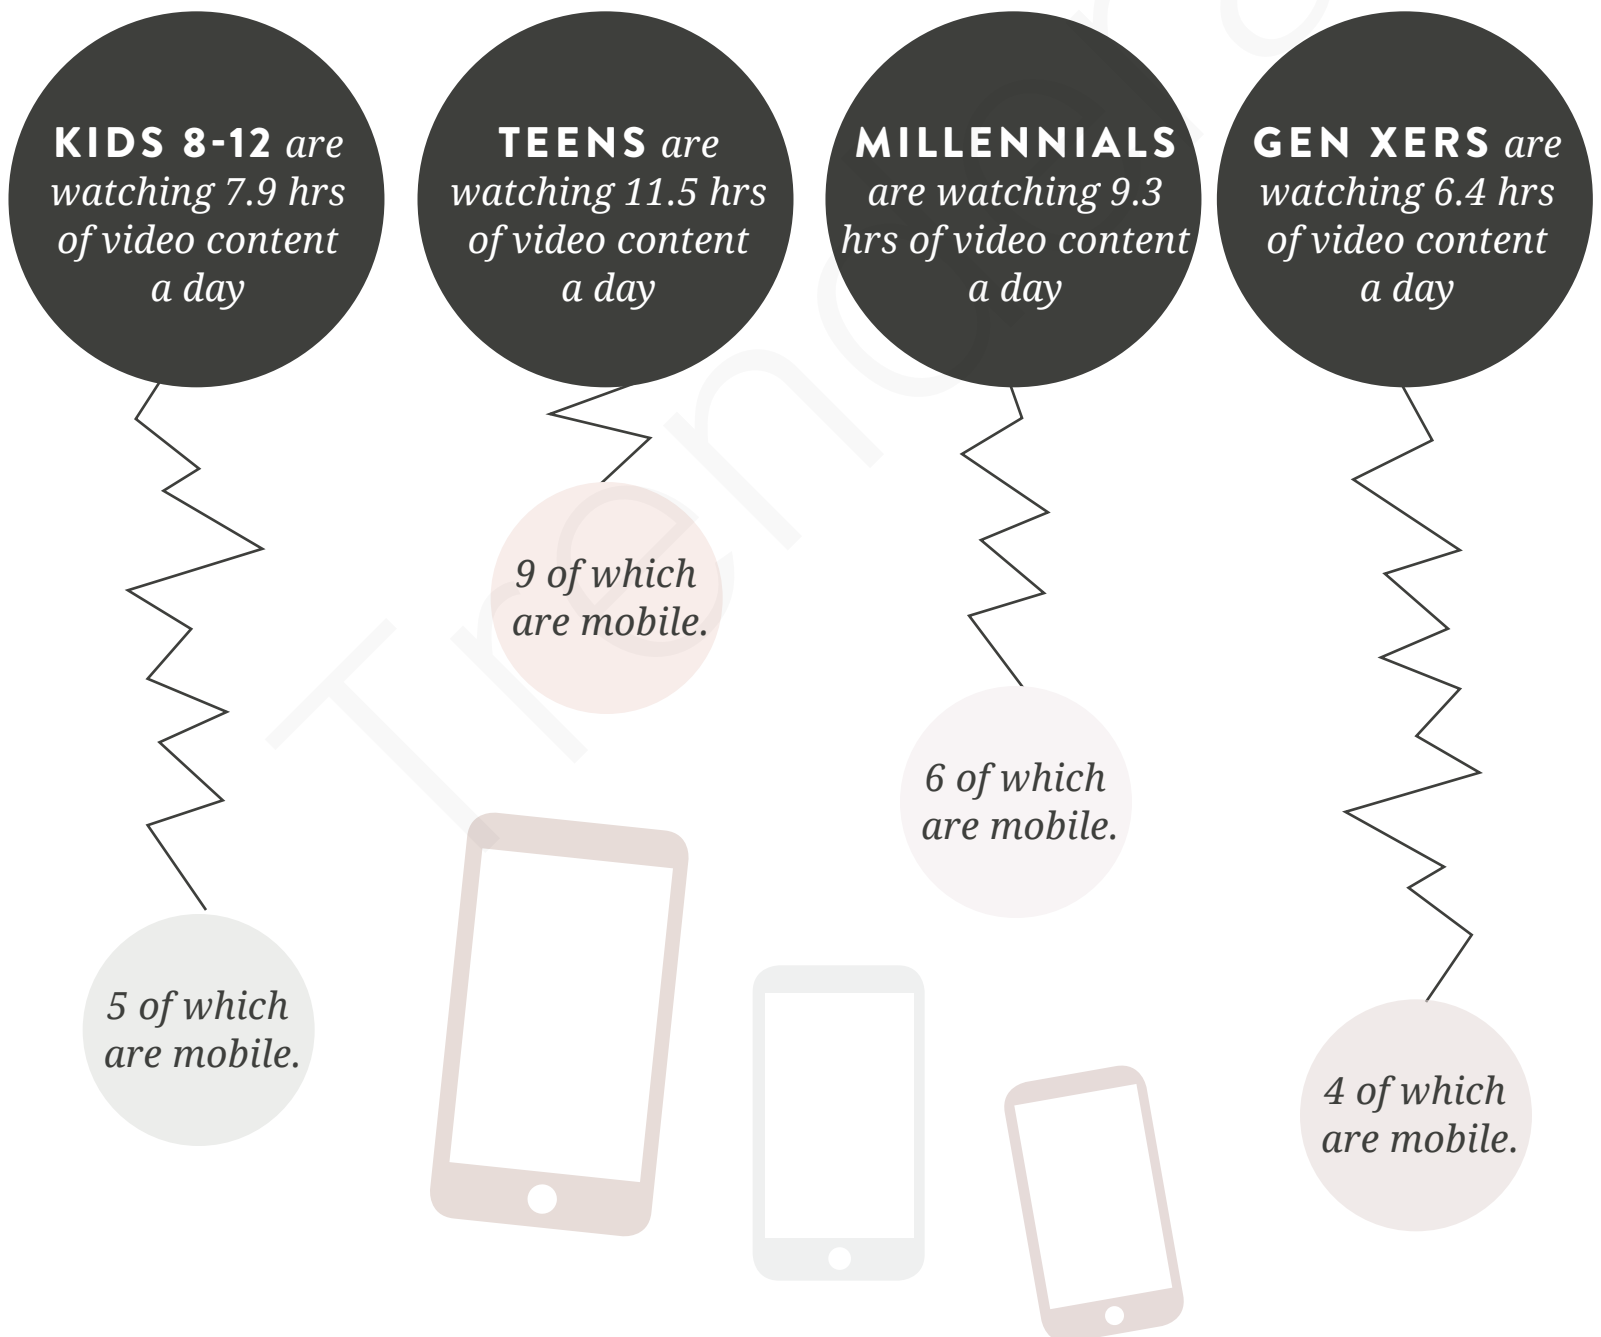 KIDS 8-12 are
watching 7.9 hrs
of video content
a day
TEENS are
watching 11.5 hrs
of video content
a day
MILLENNIALS
are watching 9.3
hrs of video content
a day
GEN XERS are
watching 6.4 hrs
of video content
a day
9 of which
are mobile.
6 of which
are mobile.
5 of which
are mobile.
4 of which
are mobile.